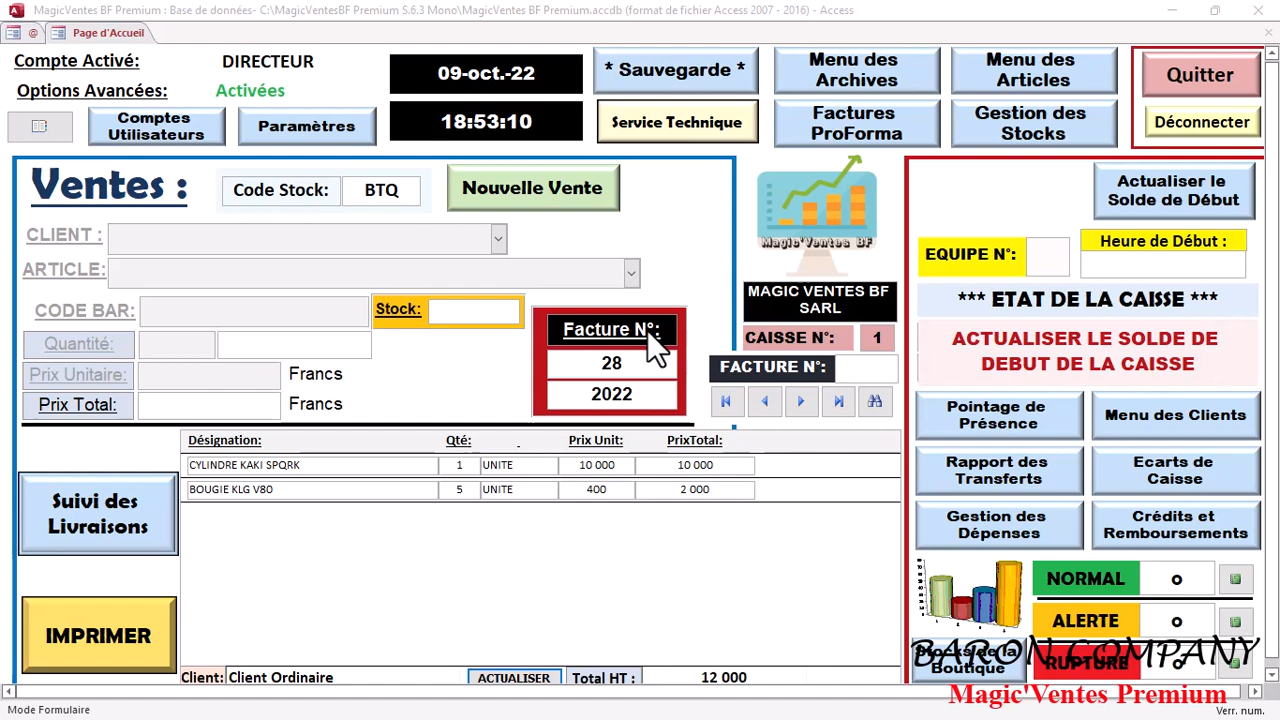 MagicVentesBF Premium : Base de données- C:\MagicVentesBF Premium S.6.3 Mono\MagicVentes BF Premium.accdb (format de fichier Access 2007 - 2016) - Access
@
Page d'Accueil
Compte Activé: DIRECTEUR
Options Avancées: Activées
Comptes
Utilisateurs
Paramètres
09-oct.-22
18:53:10
* Sauvegarde *
Service Technique
Menu des
Archives
Factures
ProForma
Menu des
Articles
Gestion des
Stocks
Quitter
Déconnecter
Ventes :
Code Stock: BTQ
Nouvelle Vente
CLIENT :
ARTICLE:
CODE BAR:
Stock:
Quantité:
Prix Unitaire: Francs
Prix Total: Francs
Facture N°:
28
2022
Magic'Ventes BF
MAGIC VENTES BF
SARL
CAISSE N°: 1
FACTURE N°:
Actualiser le
Solde de Début
EQUIPE N°:
Heure de Début :
*** ETAT DE LA CAISSE ***
ACTUALISER LE SOLDE DE
DEBUT DE LA CAISSE
Pointage de
Présence
Menu des Clients
Rapport des
Transferts
Ecarts de
Caisse
Gestion des
Dépenses
Crédits et
Remboursements
Désignation: Qté: - Prix Unit: PrixTotal:
CYLINDRE KAKI SPQRK 1 UNITE 10 000 10 000
BOUGIE KLG V80 5 UNITE 400 2 000
Suivi des
Livraisons
IMPRIMER
Client: Client Ordinaire ACTUALISER Total HT : 12 000
NORMAL 0
ALERTE 0
RUPTURE 0
Stocks de la
Boutique
BARON COMPANY
Magic'Ventes Premium
Mode Formulaire
Verr. num.